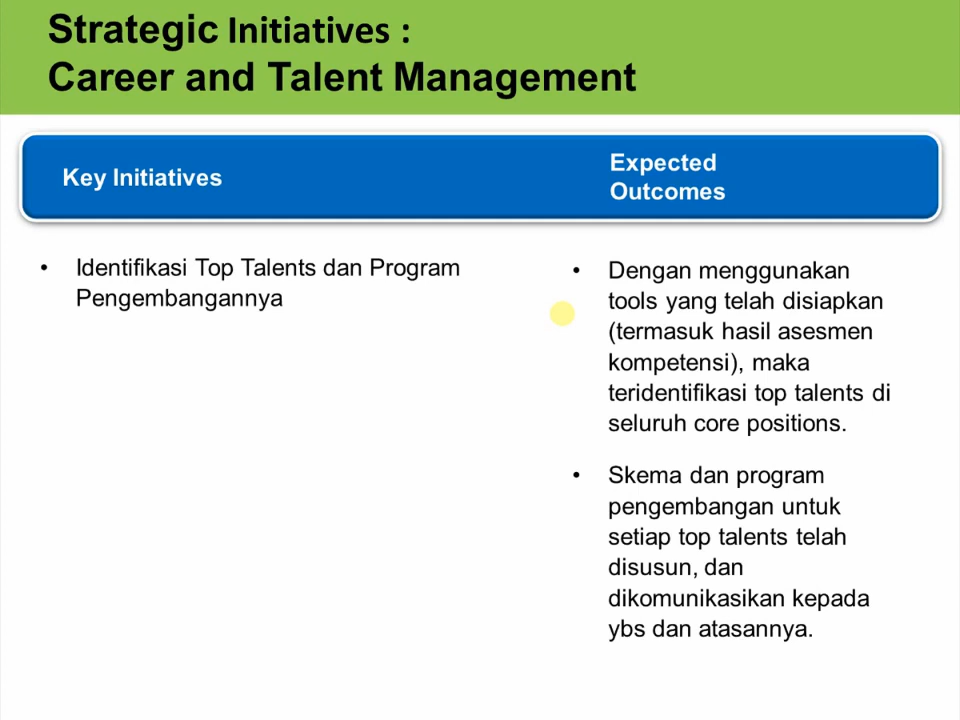 Strategic Initiatives :
Career and Talent Management
Key Initiatives
Expected
Outcomes
• Identifikasi Top Talents dan Program
Pengembangannya
• Dengan menggunakan
tools yang telah disiapkan
(termasuk hasil asesmen
kompetensi), maka
teridentifikasi top talents di
seluruh core positions.
• Skema dan program
pengembangan untuk
setiap top talents telah
disusun, dan
dikomunikasikan kepada
ybs dan atasannya.